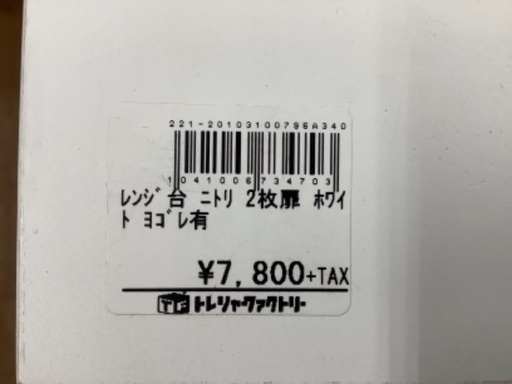 221-20103100796A340
1041006734703
ﾚﾝｼﾞ台 ﾆﾄﾘ 2枚扉 ﾎﾜｲ
ﾄ ﾖｺﾞﾚ有
¥7,800+TAX
TF トレジャーファクトリー